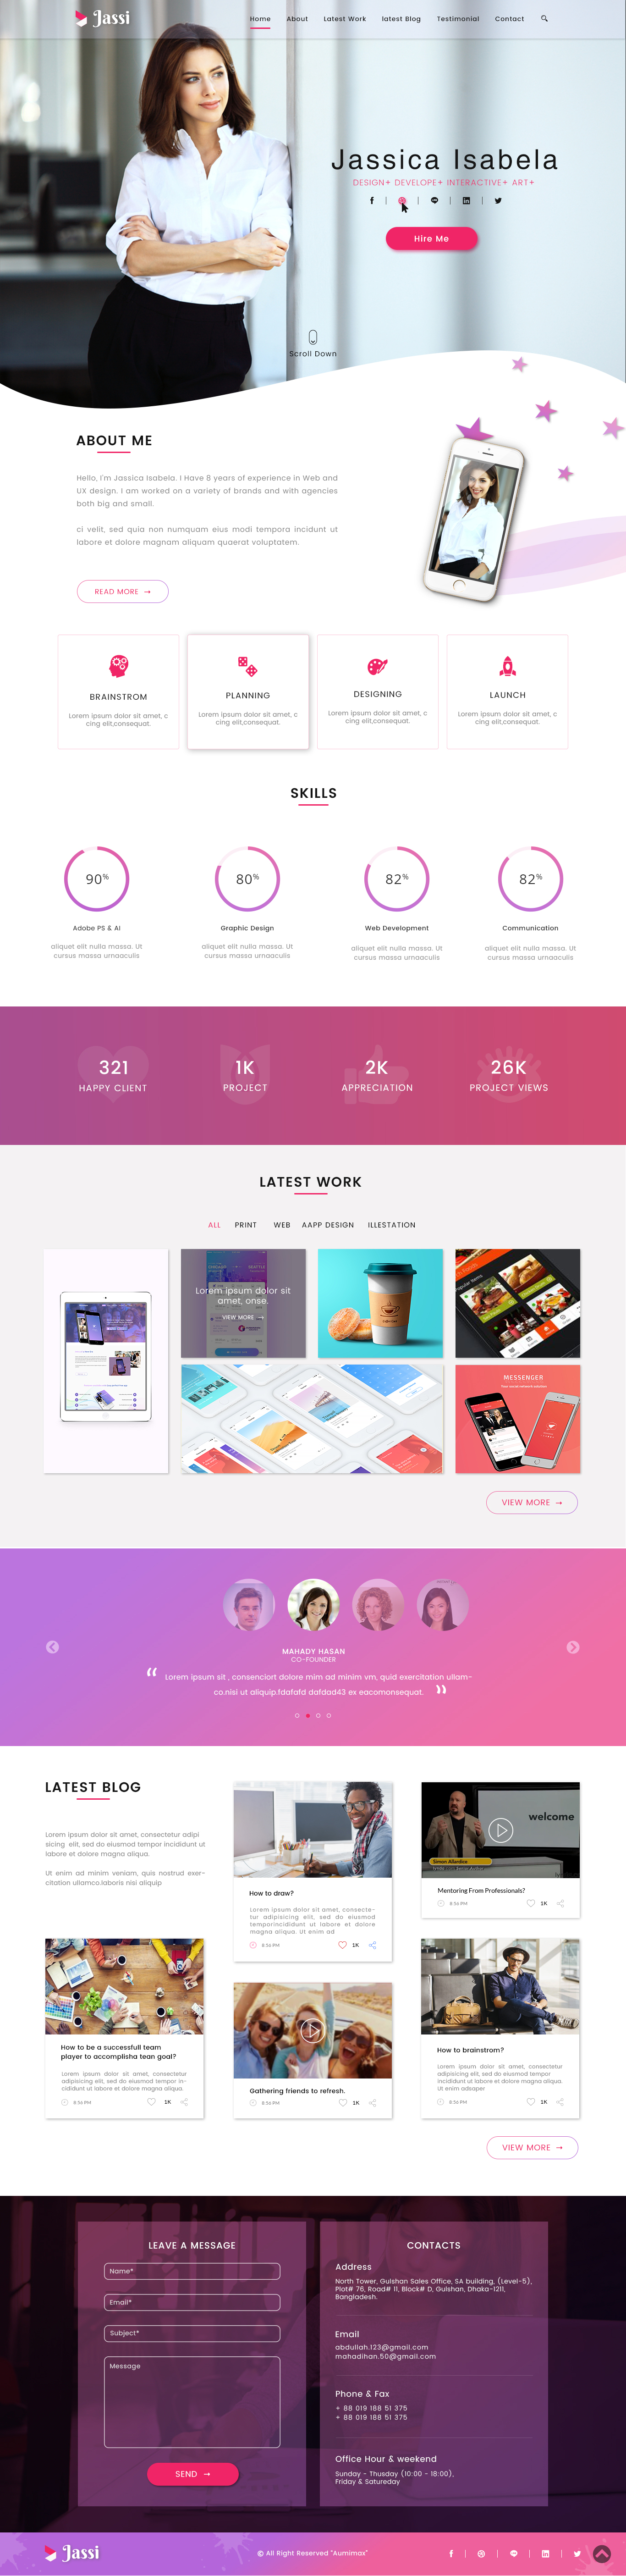 Jassi
Home About Latest Work latest Blog Testimonial Contact
Jassica Isabela
DESIGN+ DEVELOPE+ INTERACTIVE+ ART+
Hire Me
Scroll Down
ABOUT ME
Hello, I'm Jassica Isabela. I Have 8 years of experience in Web and
UX design. I am worked on a variety of brands and with agencies
both big and small.
ci velit, sed quia non numquam eius modi tempora incidunt ut
labore et dolore magnam aliquam quaerat voluptatem.
READ MORE →
BRAINSTROM
Lorem ipsum dolor sit amet, c
cing elit,consequat.
PLANNING
Lorem ipsum dolor sit amet, c
cing elit,consequat.
DESIGNING
Lorem ipsum dolor sit amet, c
cing elit,consequat.
LAUNCH
Lorem ipsum dolor sit amet, c
cing elit,consequat.
SKILLS
90%
Adobe PS & AI
aliquet elit nulla massa. Ut
cursus massa urnaaculis
80%
Graphic Design
aliquet elit nulla massa. Ut
cursus massa urnaaculis
82%
Web Development
aliquet elit nulla massa. Ut
cursus massa urnaaculis
82%
Communication
aliquet elit nulla massa. Ut
cursus massa urnaaculis
321
HAPPY CLIENT
1K
PROJECT
2K
APPRECIATION
26K
PROJECT VIEWS
LATEST WORK
ALL PRINT WEB AAPP DESIGN ILLESTATION
Lorem ipsum dolor sit
amet, onse.
VIEW MORE →
MESSENGER
VIEW MORE →
MAHADY HASAN
CO-FOUNDER
“ Lorem ipsum sit , consenciort dolore mim ad minim vm, quid exercitation ullam-
co.nisi ut aliquip.fdafafd dafdad43 ex eacomonsequat. ”
LATEST BLOG
Lorem ipsum dolor sit amet, consectetur adipi
sicing elit, sed do eiusmod tempor incididunt ut
labore et dolore magna aliqua.
Ut enim ad minim veniam, quis nostrud exer-
citation ullamco.laboris nisi aliquip
How to draw?
Lorem ipsum dolor sit amet, consecte-
tur adipisicing elit, sed do eiusmod
temporincididunt ut labore et dolore
magna aliqua. Ut enim ad
8:56 PM 1K
welcome
Simon Allardice
Mentoring From Professionals?
8:56 PM 1K
How to be a successfull team
player to accomplisha tean goal?
Lorem ipsum dolor sit amet, consectetur
adipisicing elit, sed do eiusmod tempor in-
cididunt ut labore et dolore magna aliqua.
8:56 PM 1K
Gathering friends to refresh.
8:56 PM 1K
How to brainstrom?
Lorem ipsum dolor sit amet, consectetur
adipisicing elit, sed do eiusmod tempor
incididunt ut labore et dolore magna aliqua.
Ut enim adsaper
8:56 PM 1K
VIEW MORE →
LEAVE A MESSAGE
Name*
Email*
Subject*
Message
SEND →
CONTACTS
Address
North Tower, Gulshan Sales Office, SA building, (Level-5),
Plot# 76, Road# 11, Block# D, Gulshan, Dhaka-1211,
Bangladesh.
Email
abdullah.123@gmail.com
mahadihan.50@gmail.com
Phone & Fax
+ 88 019 188 51 375
+ 88 019 188 51 375
Office Hour & weekend
Sunday - Thusday (10:00 - 18:00),
Friday & Satureday
Jassi
© All Right Reserved "Aumimax"